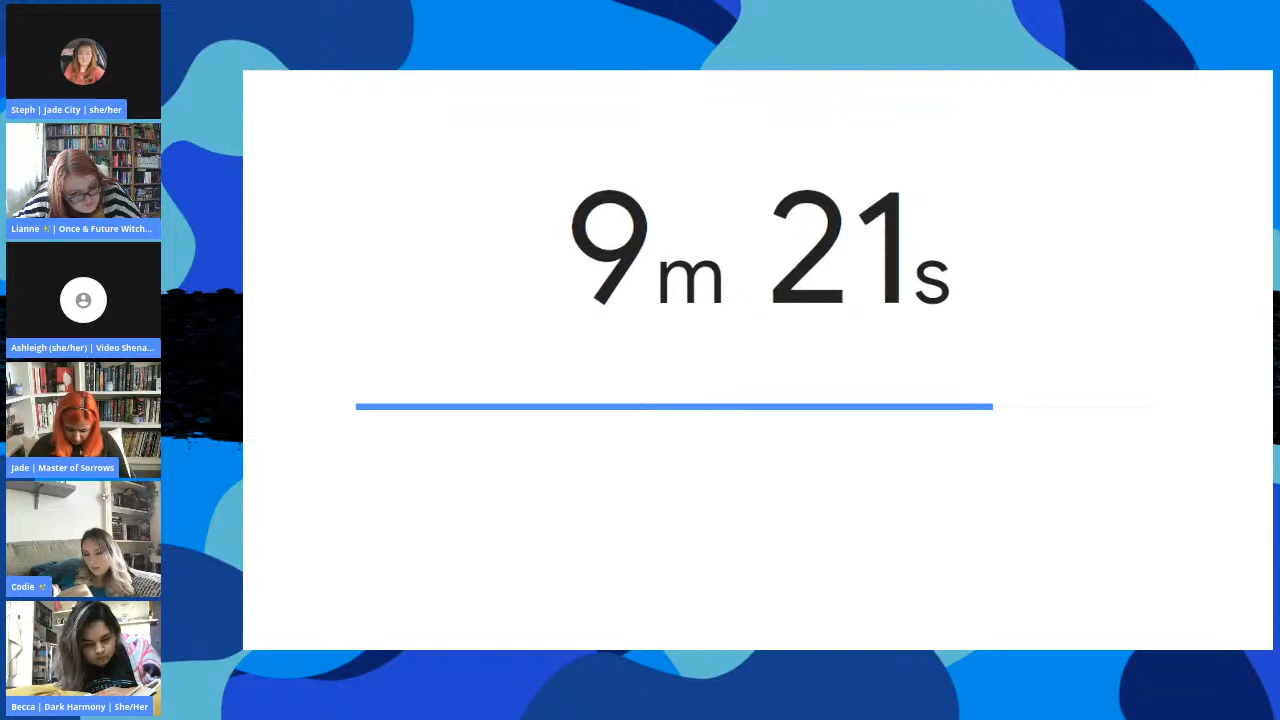 Steph | Jade City | she/her
Lianne ✨ | Once & Future Witch...
Ashleigh (she/her) | Video Shena...
Jade | Master of Sorrows
Codie ✨
Becca | Dark Harmony | She/Her
9m 21s